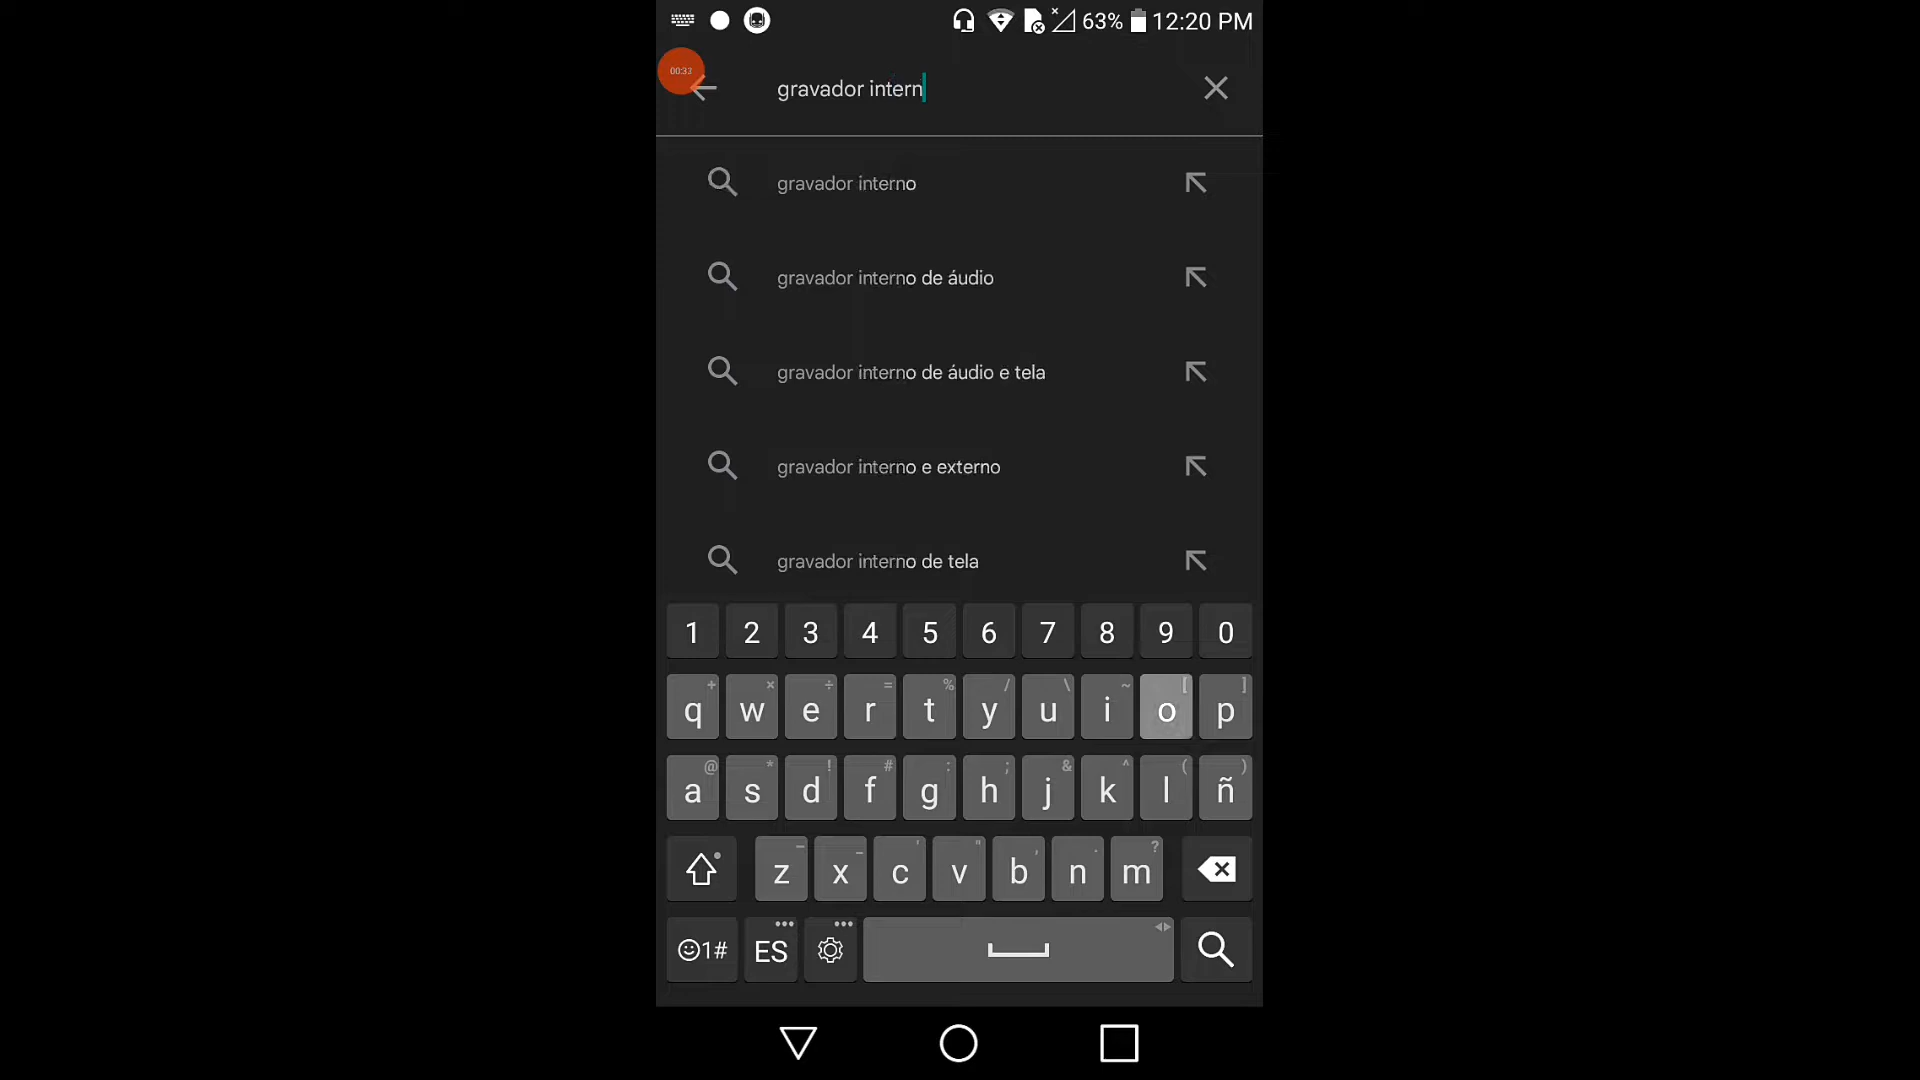 63% 12:20 PM
00:32
gravador intern
gravador interno
gravador interno de áudio
gravador interno de áudio e tela
gravador interno e externo
gravador interno de tela
1 2 3 4 5 6 7 8 9 0
+ × ÷ = % / \ ~ [ ]
q w e r t y u i o p
@ * ! # : ; & ^ ( )
a s d f g h j k l ñ
- _ ' " , . ?
z x c v b n m
1# ES